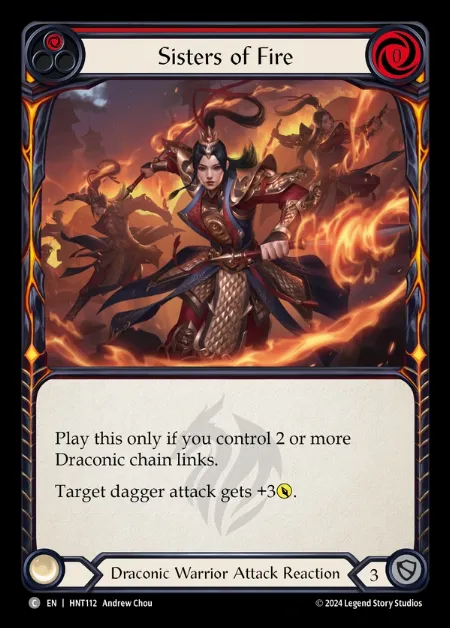 Sisters of Fire
0
Play this only if you control 2 or more
Draconic chain links.
Target dagger attack gets +3.
Draconic Warrior Attack Reaction
3
C EN | HNT112 Andrew Chou
© 2024 Legend Story Studios